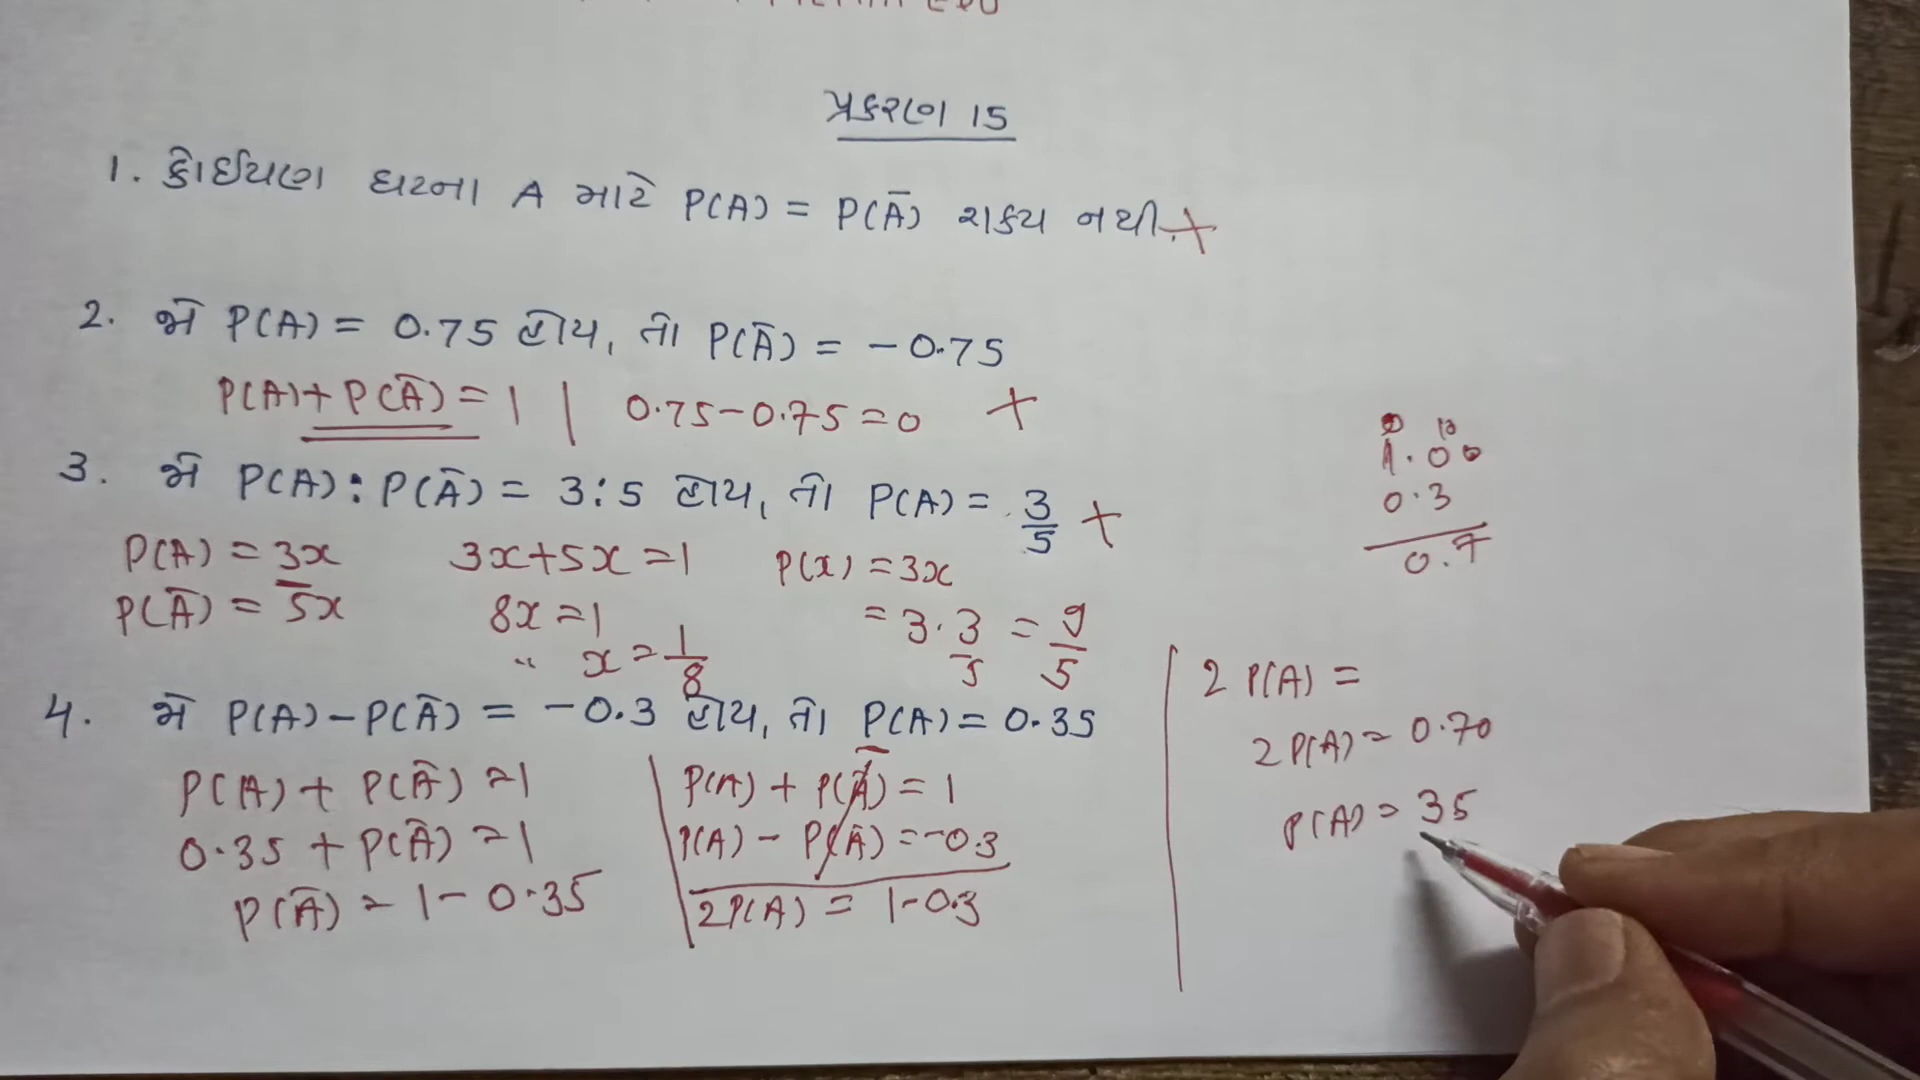 પ્રકરણ 15
1. કોઈપણ ઘટના A માટે P(A) = P(Ā) શક્ય નથી. ×
2. જો P(A) = 0.75 હોય, તો P(Ā) = - 0.75
P(A) + P(Ā) = 1 | 0.75 - 0.75 = 0 ×
3. જો P(A) : P(Ā) = 3 : 5 હોય, તો P(A) = 3/5 ×
P(A) = 3x 3x + 5x = 1 P(x) = 3x
P(Ā) = 5x 8x = 1 = 3 · 3/5 = 9/5
x = 1/8
4. જો P(A) - P(Ā) = - 0.3 હોય, તો P(A) = 0.35
P(A) + P(Ā) = 1
0.35 + P(Ā) = 1
P(Ā) = 1 - 0.35
P(A) + P(Ā) = 1
P(A) - P(Ā) = - 0.3
2P(A) = 1 - 0.3
10
1.00
0.3
0.7
2 P(A) =
2 P(A) = 0.70
P(A) = 35